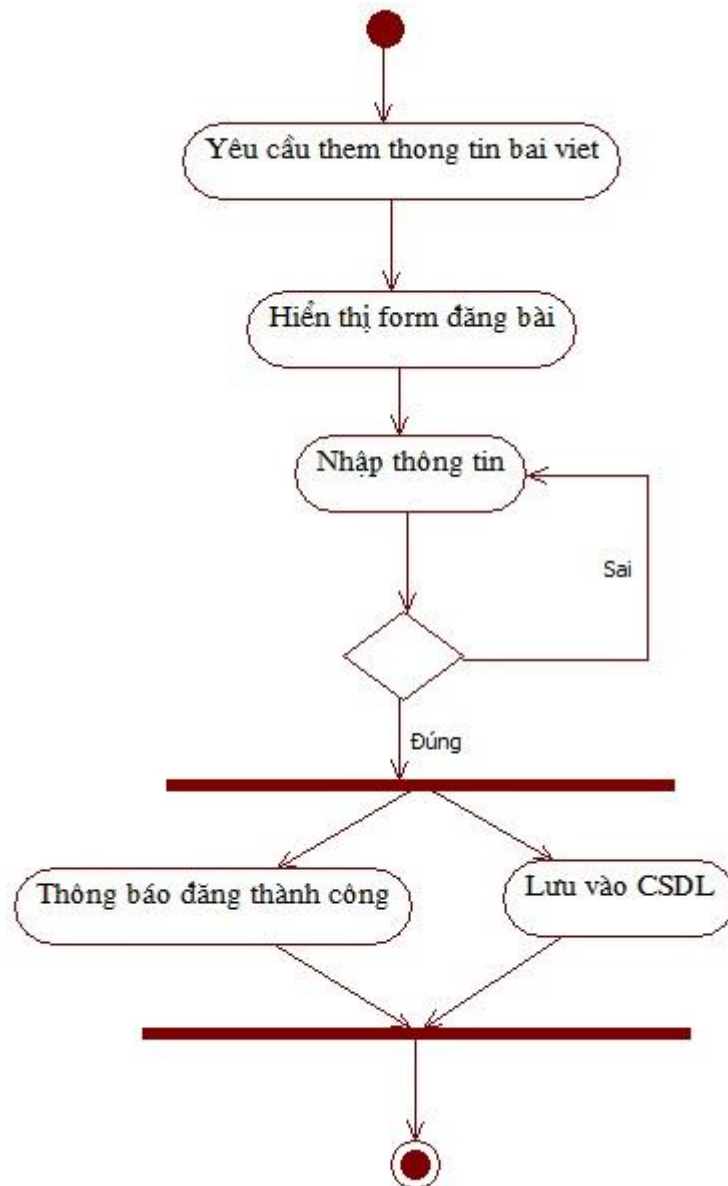 Yêu cầu them thong tin bai viet
Hiển thị form đăng bài
Nhập thông tin
Sai
Đúng
Thông báo đăng thành công
Lưu vào CSDL